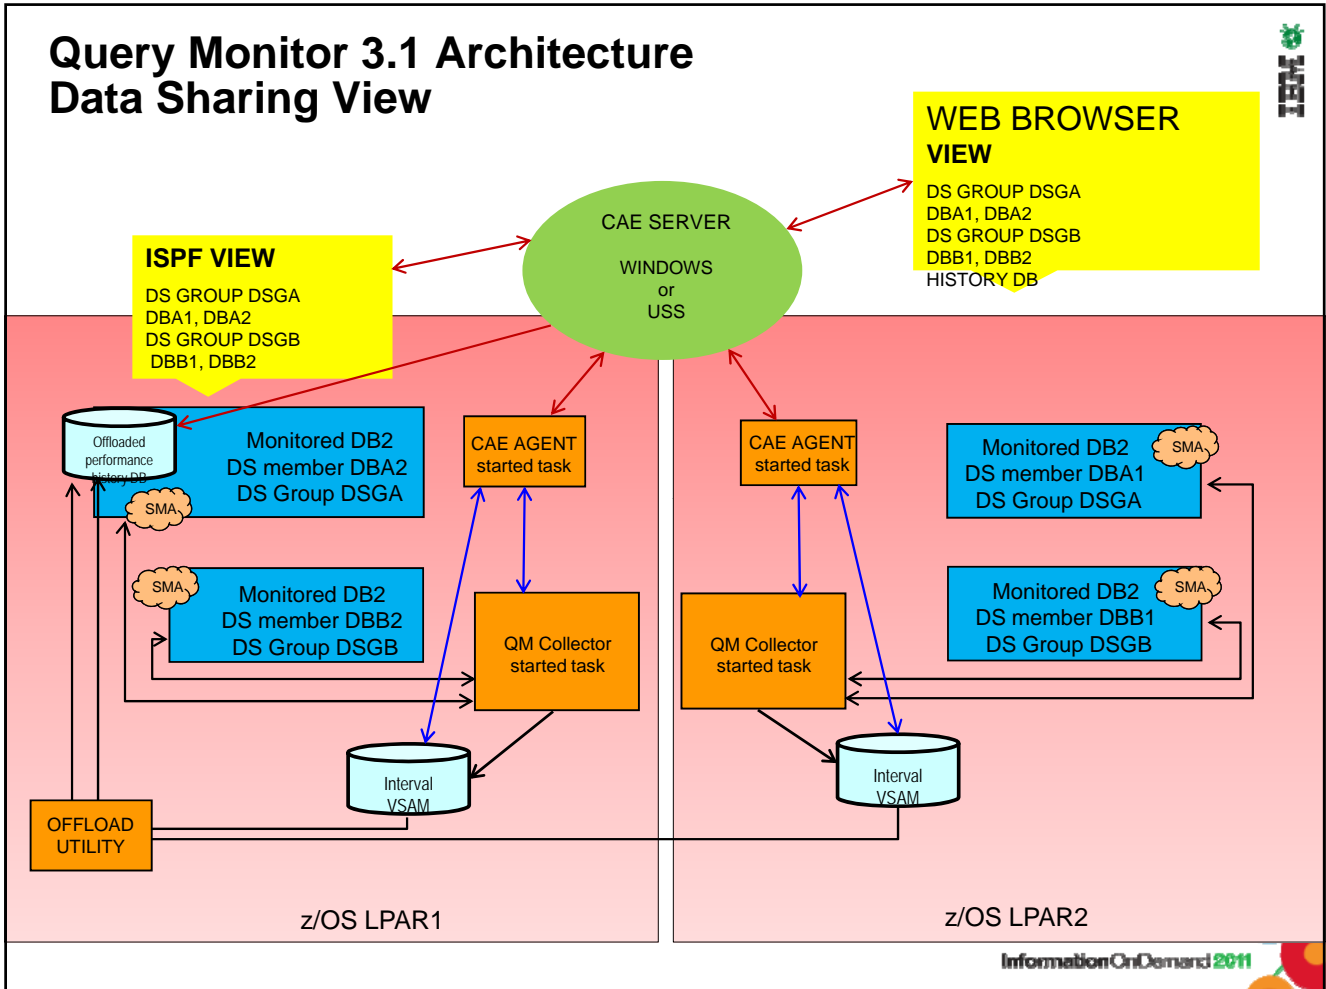 Query Monitor 3.1 Architecture
Data Sharing View
IBM
WEB BROWSER
VIEW
DS GROUP DSGA
DBA1, DBA2
DS GROUP DSGB
DBB1, DBB2
HISTORY DB
CAE SERVER
WINDOWS
or
USS
ISPF VIEW
DS GROUP DSGA
DBA1, DBA2
DS GROUP DSGB
DBB1, DBB2
Offloaded
performance
history DB
Monitored DB2
DS member DBA2
DS Group DSGA
SMA
CAE AGENT
started task
CAE AGENT
started task
Monitored DB2
DS member DBA1
DS Group DSGA
SMA
SMA
Monitored DB2
DS member DBB2
DS Group DSGB
QM Collector
started task
QM Collector
started task
Monitored DB2
DS member DBB1
DS Group DSGB
SMA
Interval
VSAM
Interval
VSAM
OFFLOAD
UTILITY
z/OS LPAR1
z/OS LPAR2
InformationOnDemand 2011